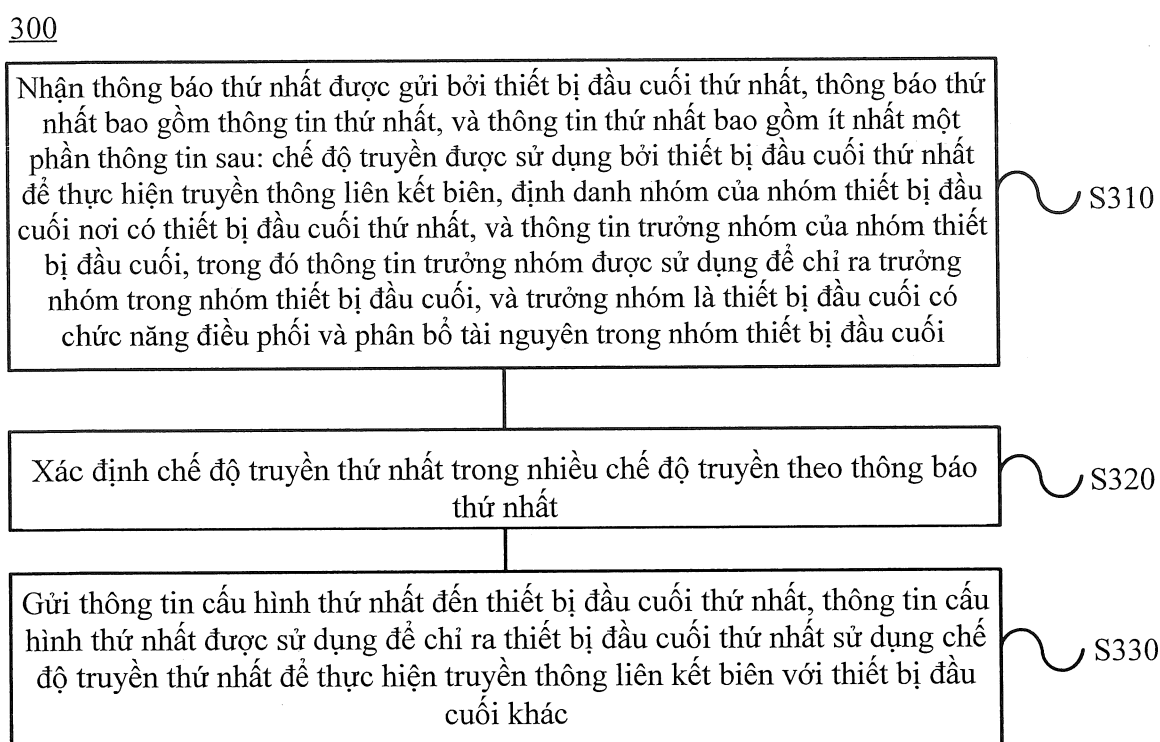 300
Nhận thông báo thứ nhất được gửi bởi thiết bị đầu cuối thứ nhất, thông báo thứ
nhất bao gồm thông tin thứ nhất, và thông tin thứ nhất bao gồm ít nhất một
phần thông tin sau: chế độ truyền được sử dụng bởi thiết bị đầu cuối thứ nhất
để thực hiện truyền thông liên kết biên, định danh nhóm của nhóm thiết bị đầu
cuối nơi có thiết bị đầu cuối thứ nhất, và thông tin trưởng nhóm của nhóm thiết
bị đầu cuối, trong đó thông tin trưởng nhóm được sử dụng để chỉ ra trưởng
nhóm trong nhóm thiết bị đầu cuối, và trưởng nhóm là thiết bị đầu cuối có
chức năng điều phối và phân bổ tài nguyên trong nhóm thiết bị đầu cuối
S310
Xác định chế độ truyền thứ nhất trong nhiều chế độ truyền theo thông báo
thứ nhất
S320
Gửi thông tin cấu hình thứ nhất đến thiết bị đầu cuối thứ nhất, thông tin cấu
hình thứ nhất được sử dụng để chỉ ra thiết bị đầu cuối thứ nhất sử dụng chế
độ truyền thứ nhất để thực hiện truyền thông liên kết biên với thiết bị đầu
cuối khác
S330